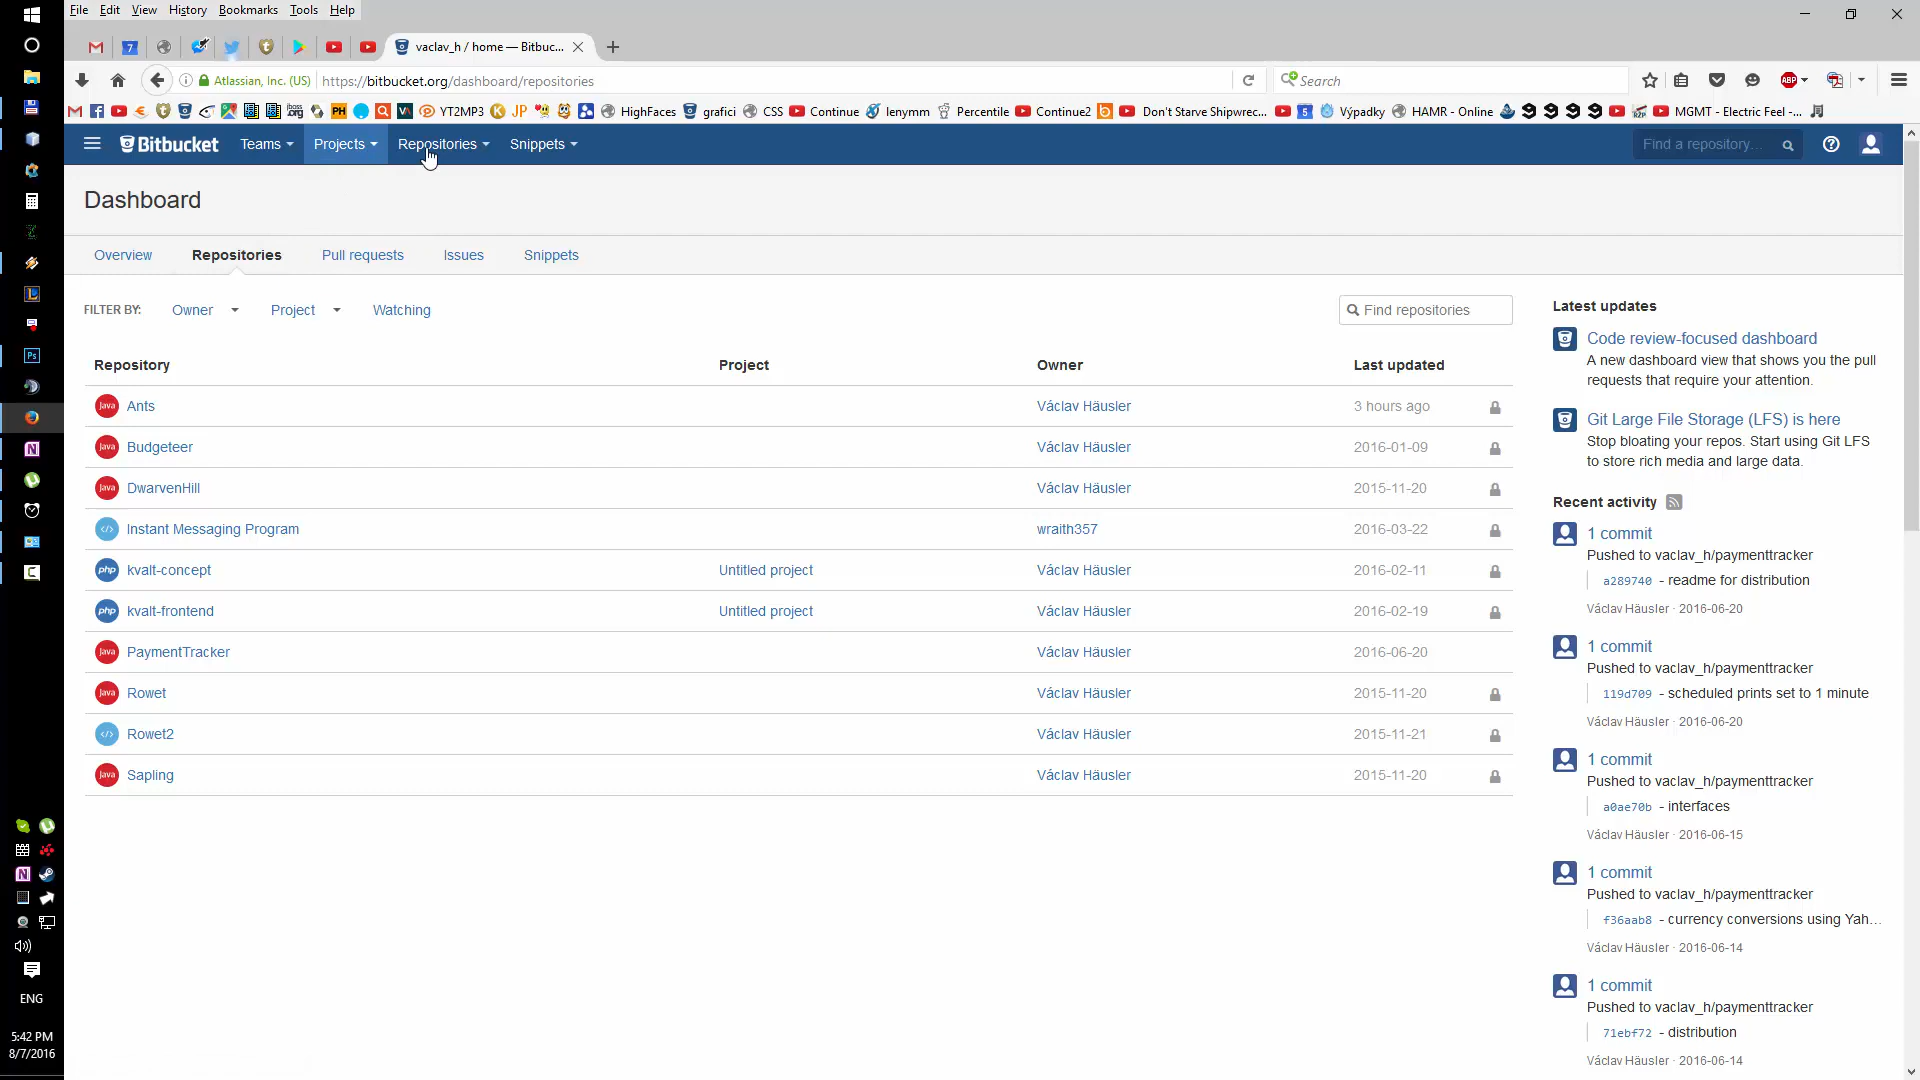 File Edit View History Bookmarks Tools Help
7 vaclav_h / home — Bitbuc...
Atlassian, Inc. (US) https://bitbucket.org/dashboard/repositories Search ABP
YT2MP3 JP HighFaces grafici CSS Continue lenymm Percentile Continue2 Don't Starve Shipwrec... 5 Výpadky HAMR - Online MGMT - Electric Feel -...
Bitbucket Teams Projects Repositories Snippets Find a repository...
Dashboard
Overview Repositories Pull requests Issues Snippets
FILTER BY: Owner Project Watching Find repositories
Repository Project Owner Last updated
Java Ants Václav Häusler 3 hours ago
Java Budgeteer Václav Häusler 2016-01-09
Java DwarvenHill Václav Häusler 2015-11-20
</> Instant Messaging Program wraith357 2016-03-22
php kvalt-concept Untitled project Václav Häusler 2016-02-11
php kvalt-frontend Untitled project Václav Häusler 2016-02-19
Java PaymentTracker Václav Häusler 2016-06-20
Java Rowet Václav Häusler 2015-11-20
</> Rowet2 Václav Häusler 2015-11-21
Java Sapling Václav Häusler 2015-11-20
Latest updates
Code review-focused dashboard
A new dashboard view that shows you the pull
requests that require your attention.
Git Large File Storage (LFS) is here
Stop bloating your repos. Start using Git LFS
to store rich media and large data.
Recent activity
1 commit
Pushed to vaclav_h/paymenttracker
a289740 - readme for distribution
Václav Häusler · 2016-06-20
1 commit
Pushed to vaclav_h/paymenttracker
119d709 - scheduled prints set to 1 minute
Václav Häusler · 2016-06-20
1 commit
Pushed to vaclav_h/paymenttracker
a0ae70b - interfaces
Václav Häusler · 2016-06-15
1 commit
Pushed to vaclav_h/paymenttracker
f36aab8 - currency conversions using Yah...
Václav Häusler · 2016-06-14
1 commit
Pushed to vaclav_h/paymenttracker
71ebf72 - distribution
Václav Häusler · 2016-06-14
Ps
ENG
5:42 PM
8/7/2016